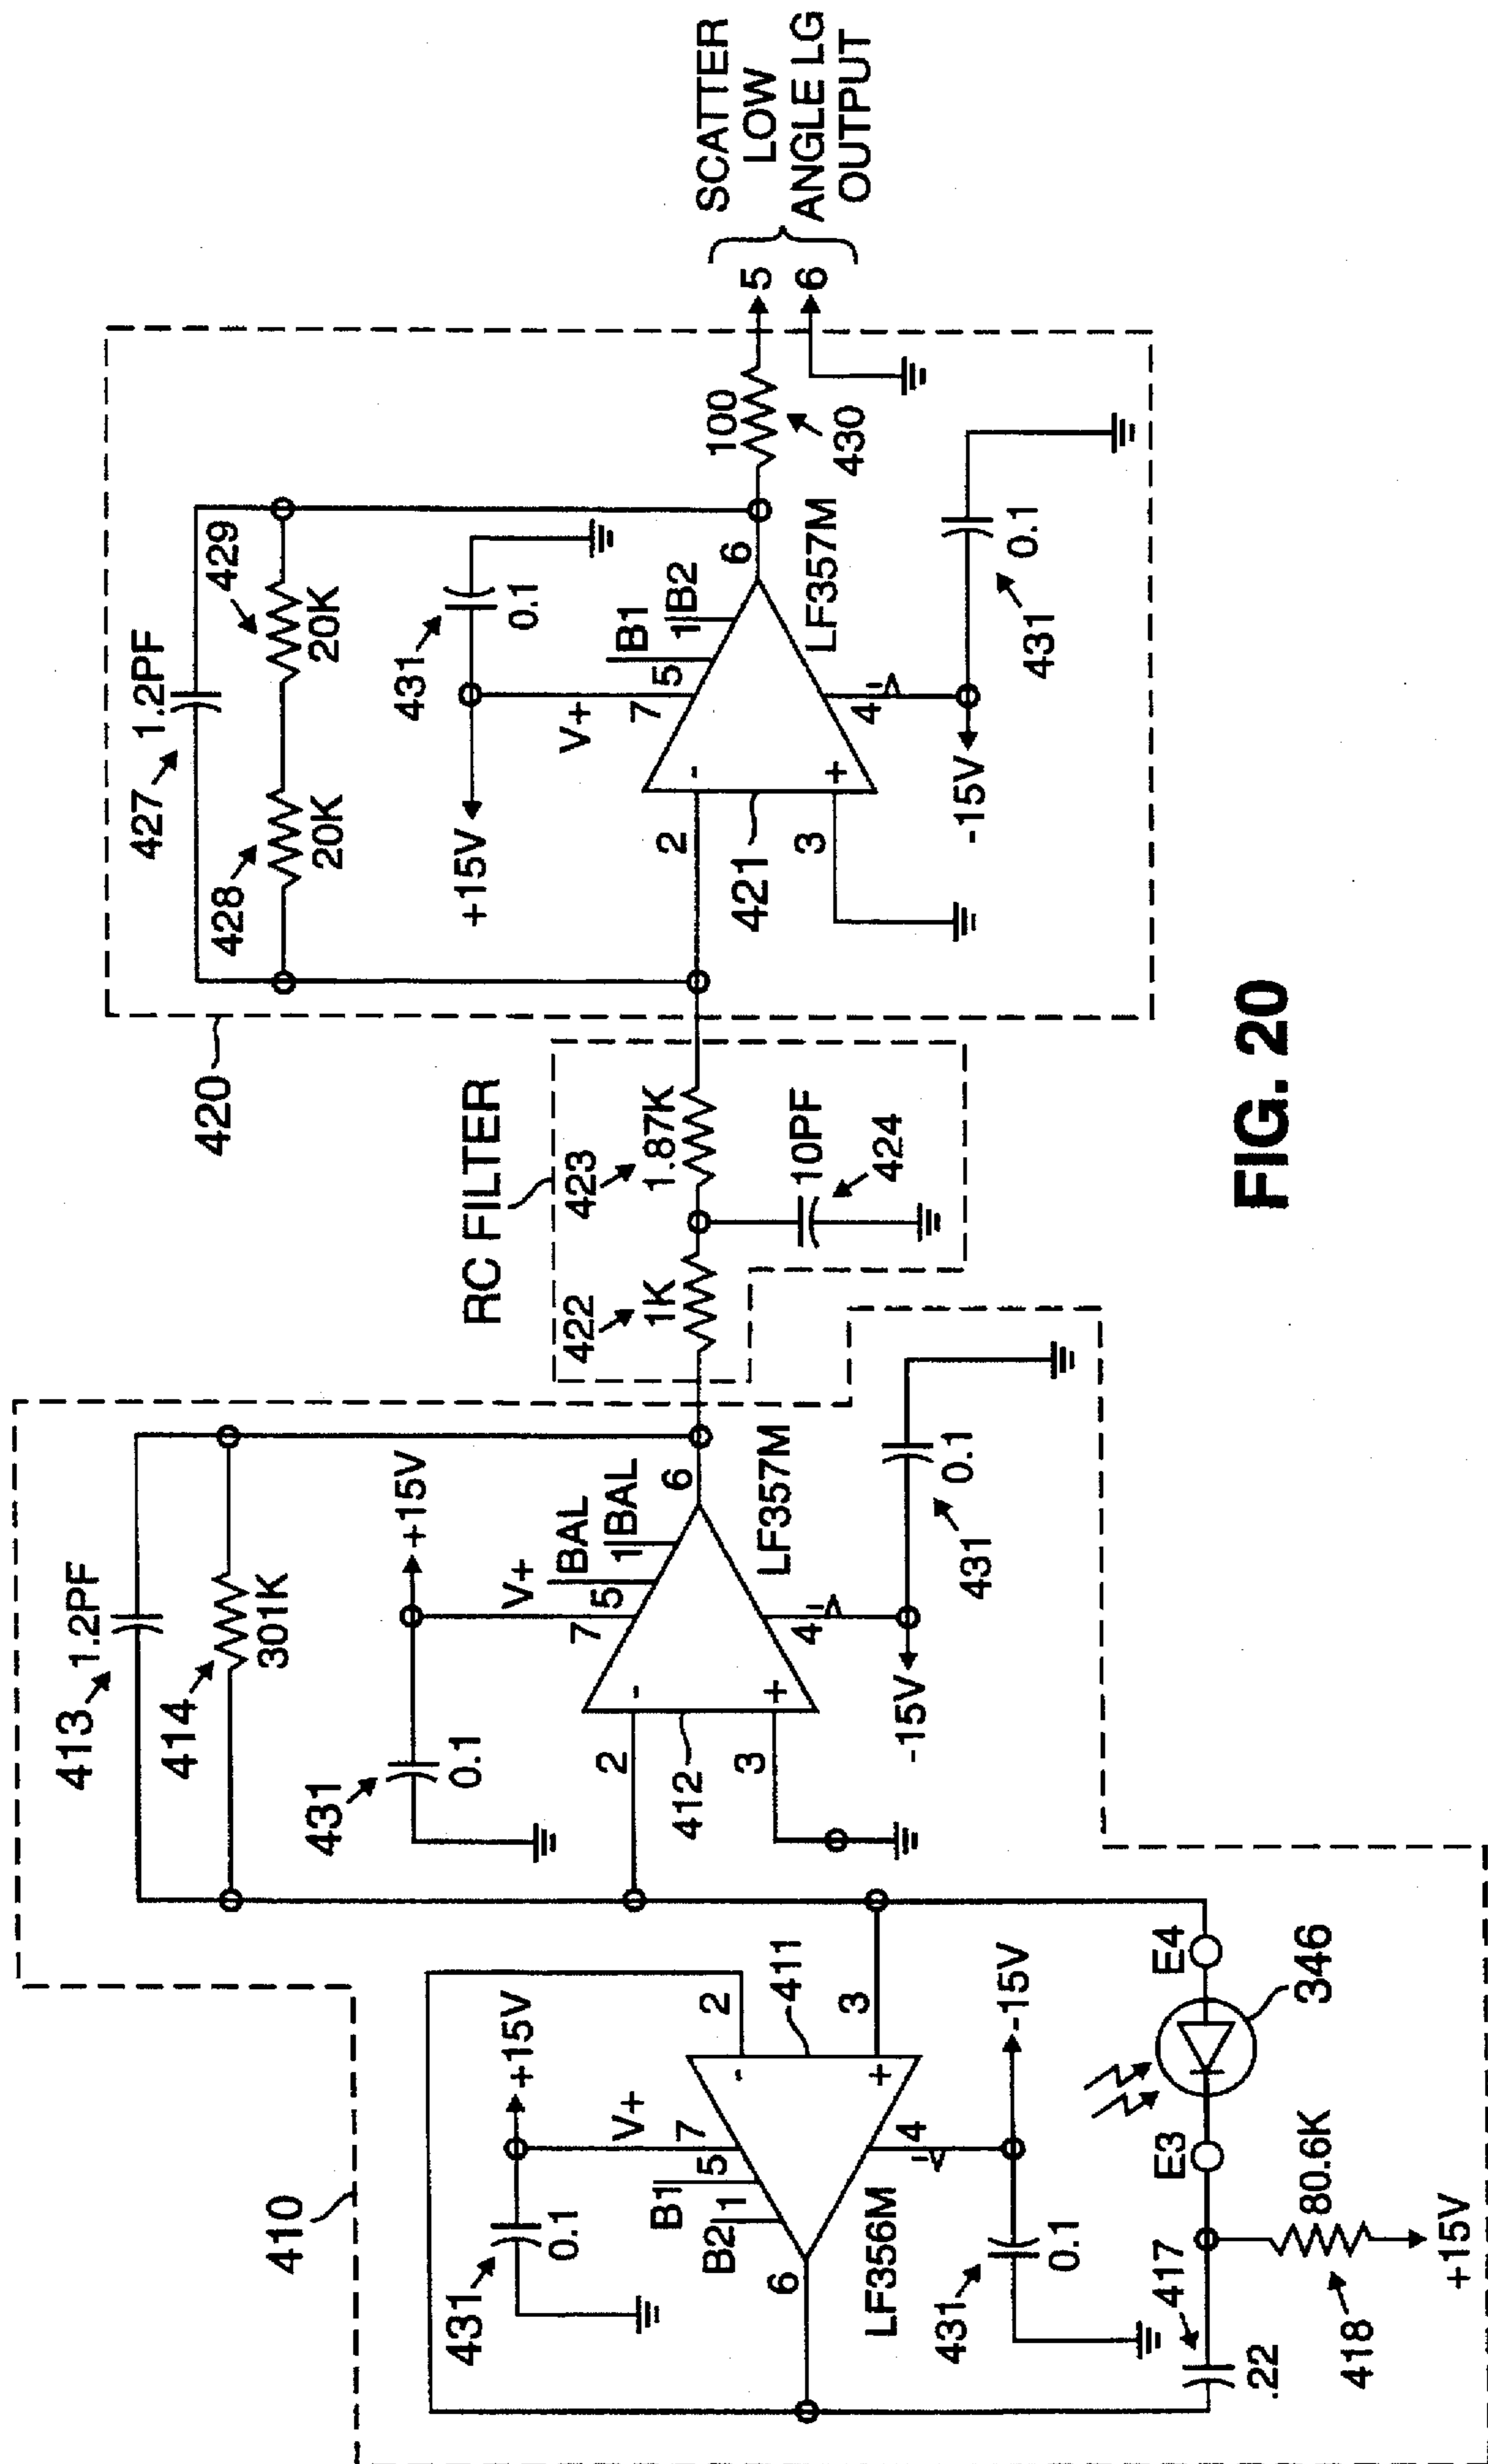 410
431
0.1
+15V
V+
7
5
B1
1
B2
6
2
-
411
3
+
4
-V
LF356M
-15V
431
0.1
417
.22
E3
80.6K
418
+15V
E4
346
413
1.2PF
414
301K
431
0.1
+15V
V+
7
5
BAL
1
BAL
6
2
-
412
3
+
4
-V
LF357M
-15V
431
0.1
RC FILTER
422
1K
423
1.87K
10PF
424
420
427
1.2PF
428
20K
429
20K
+15V
431
0.1
V+
7
5
B1
1
B2
6
2
-
421
3
+
4
-V
LF357M
-15V
431
0.1
100
430
5
6
SCATTER
LOW
ANGLE LG
OUTPUT
FIG. 20